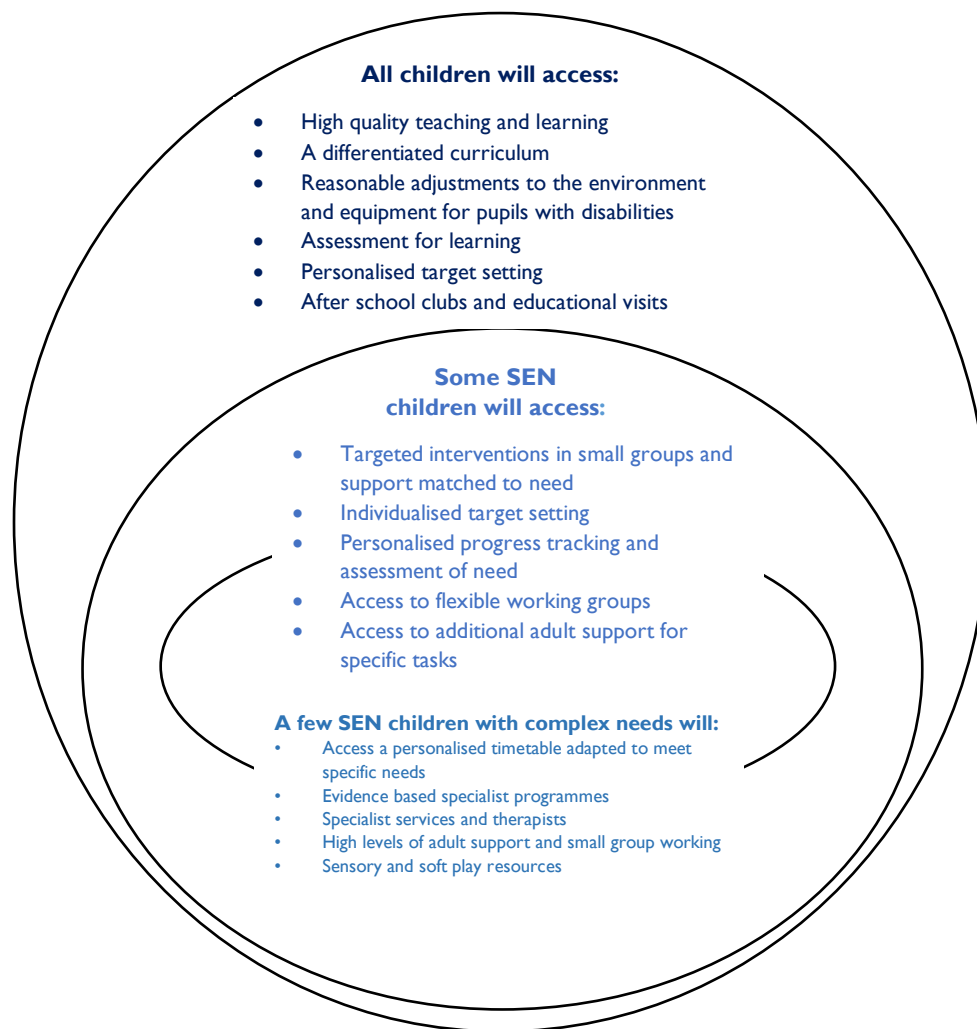 All children will access:
• High quality teaching and learning
• A differentiated curriculum
• Reasonable adjustments to the environment
and equipment for pupils with disabilities
• Assessment for learning
• Personalised target setting
• After school clubs and educational visits
Some SEN
children will access:
• Targeted interventions in small groups and
support matched to need
• Individualised target setting
• Personalised progress tracking and
assessment of need
• Access to flexible working groups
• Access to additional adult support for
specific tasks
A few SEN children with complex needs will:
• Access a personalised timetable adapted to meet
specific needs
• Evidence based specialist programmes
• Specialist services and therapists
• High levels of adult support and small group working
• Sensory and soft play resources